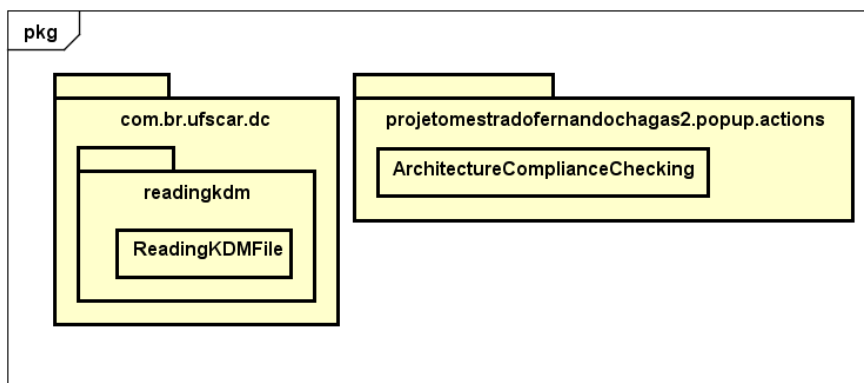 pkg
com.br.ufscar.dc
readingkdm
ReadingKDMFile
projetomestradofernandochagas2.popup.actions
ArchitectureComplianceChecking